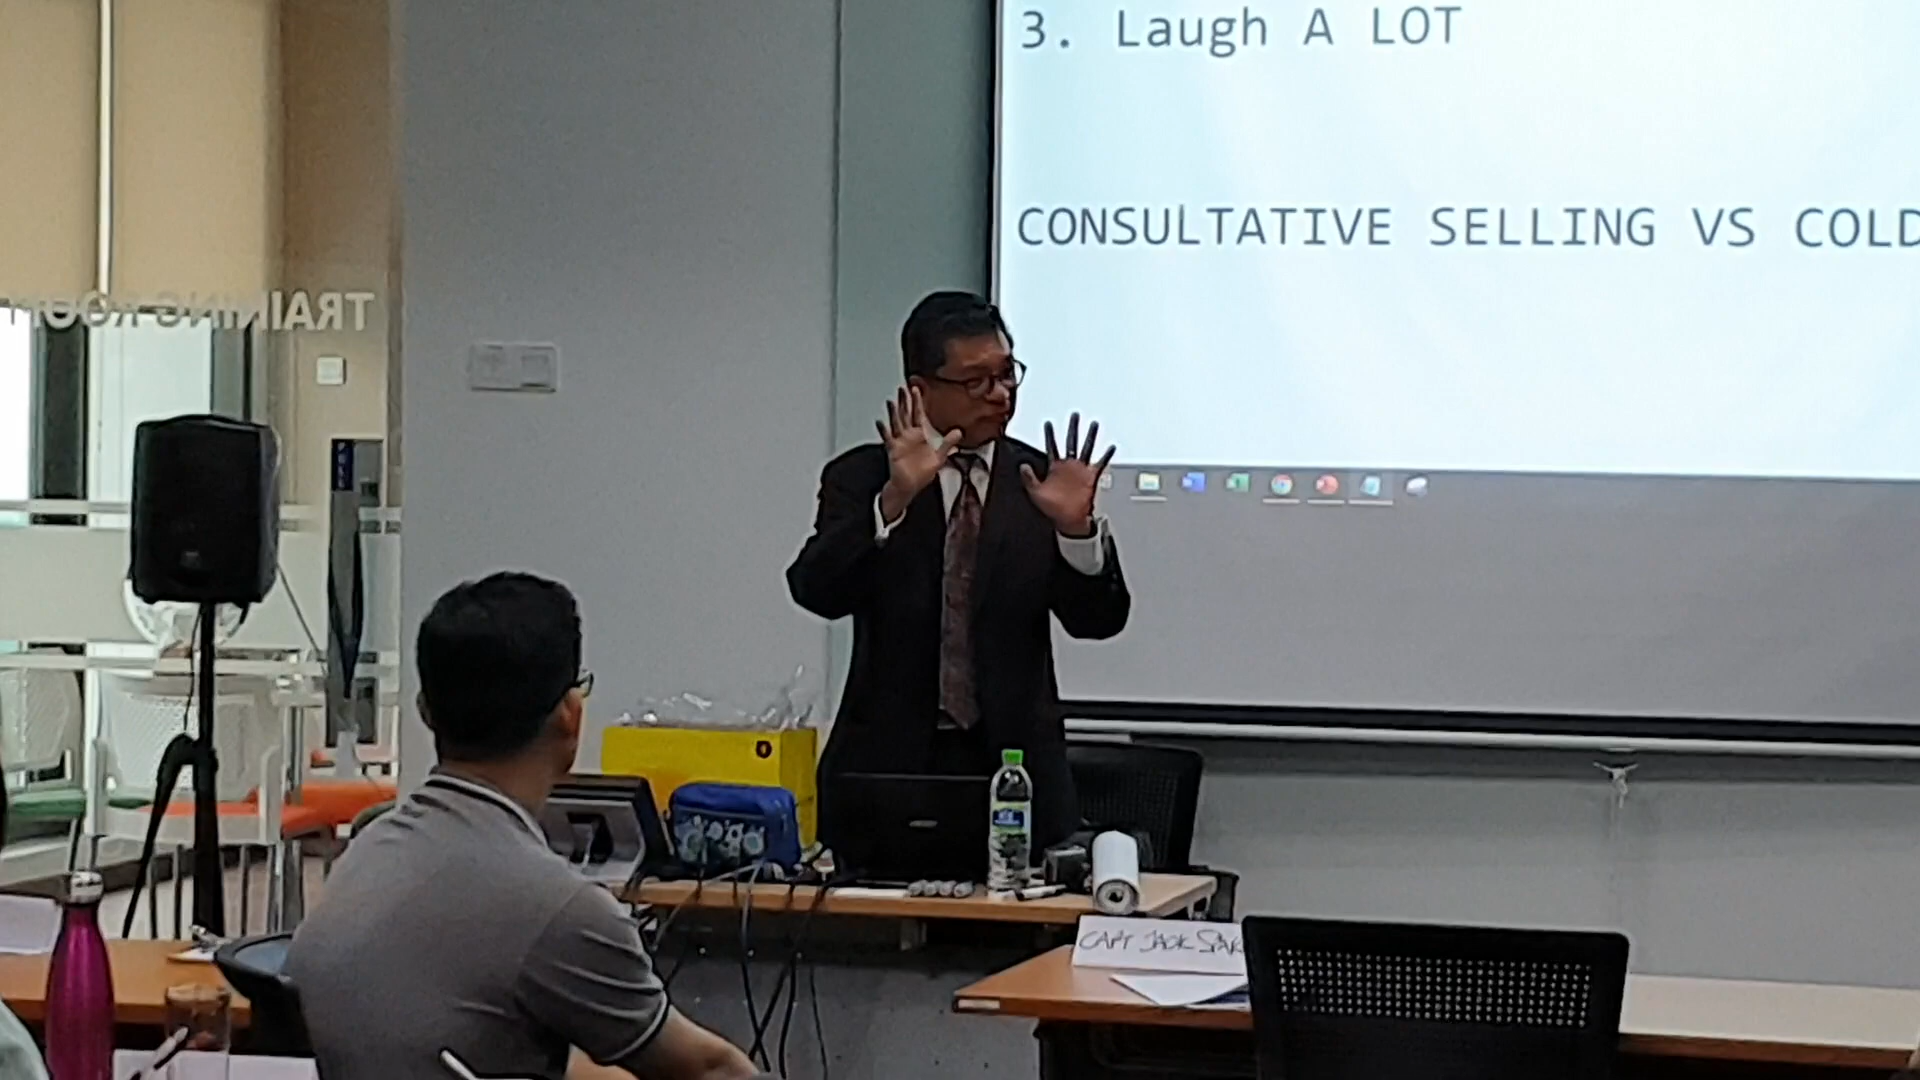 3. Laugh A LOT
CONSULTATIVE SELLING VS COLD
TRAINING ROOM
CAPT JACK SPAR